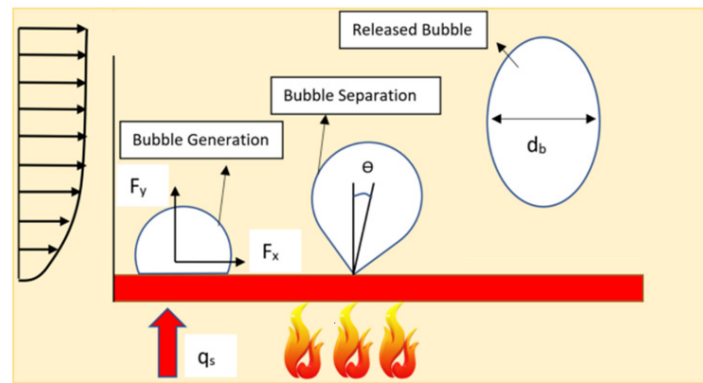 Released Bubble
Bubble Separation
Bubble Generation
Fy
Fx
ϴ
db
qs